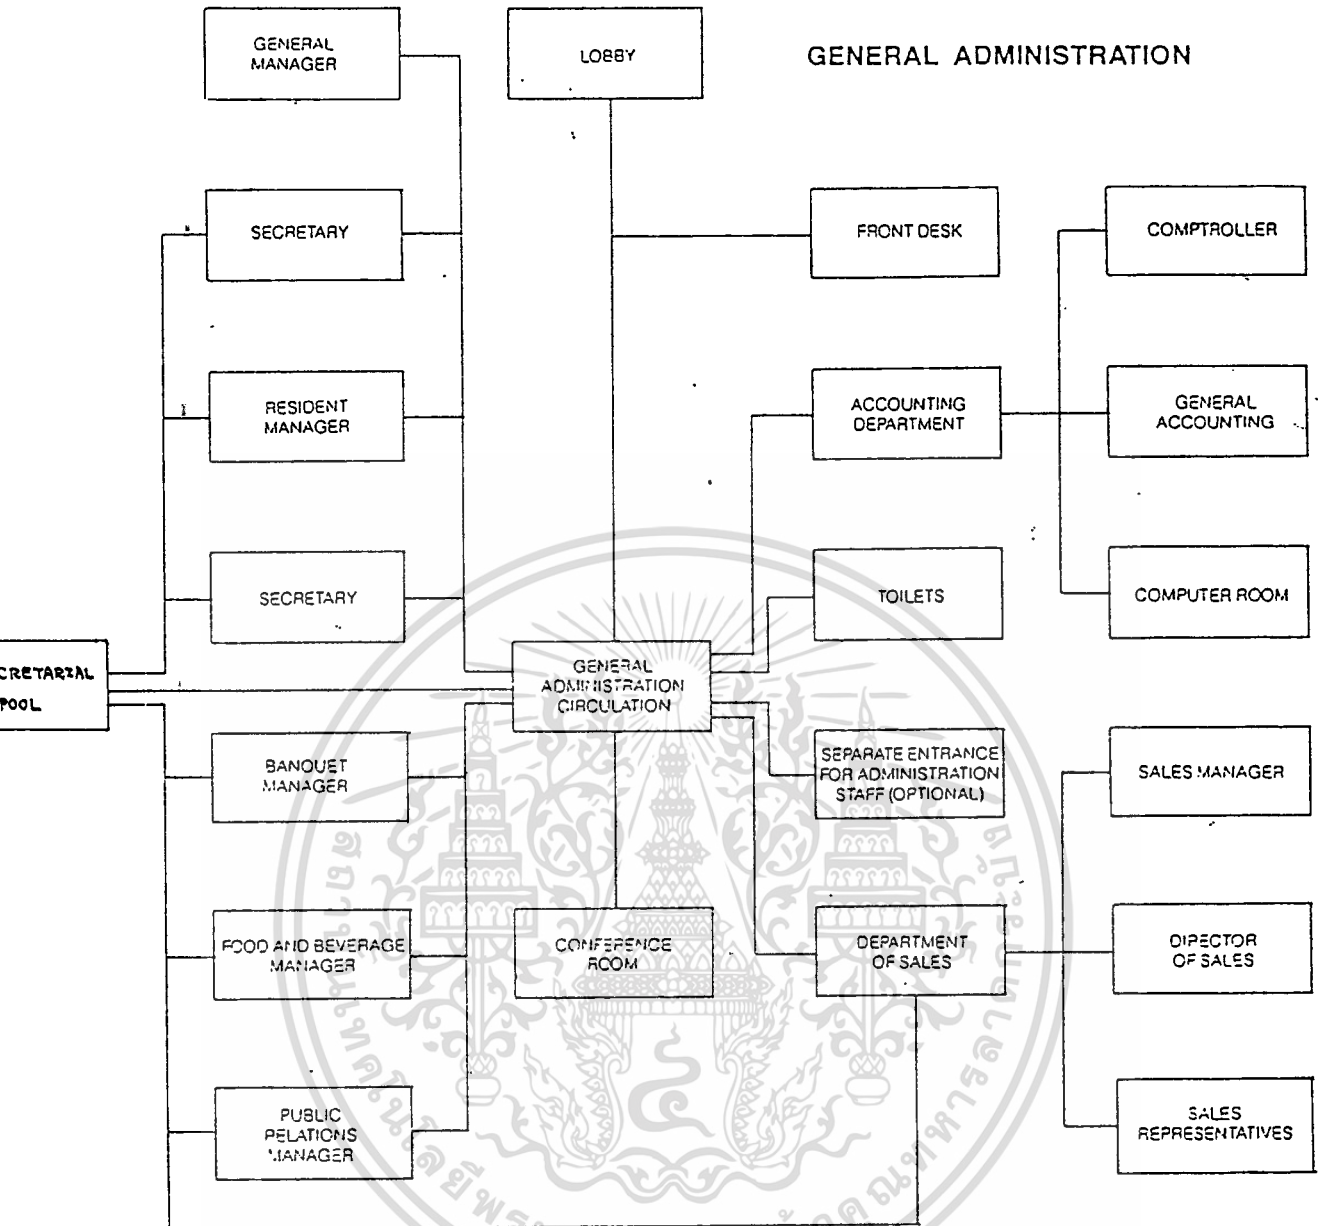 GENERAL
MANAGER
LOBBY
GENERAL ADMINISTRATION
SECRETARY
FRONT DESK
COMPTROLLER
RESIDENT
MANAGER
ACCOUNTING
DEPARTMENT
GENERAL
ACCOUNTING
SECRETARY
TOILETS
COMPUTER ROOM
CRETARIAL
POOL
GENERAL
ADMINISTRATION
CIRCULATION
BANQUET
MANAGER
SEPARATE ENTRANCE
FOR ADMINISTRATION
STAFF (OPTIONAL)
SALES MANAGER
FOOD AND BEVERAGE
MANAGER
CONFERENCE
ROOM
DEPARTMENT
OF SALES
DIRECTOR
OF SALES
PUBLIC
RELATIONS
MANAGER
SALES
REPRESENTATIVES